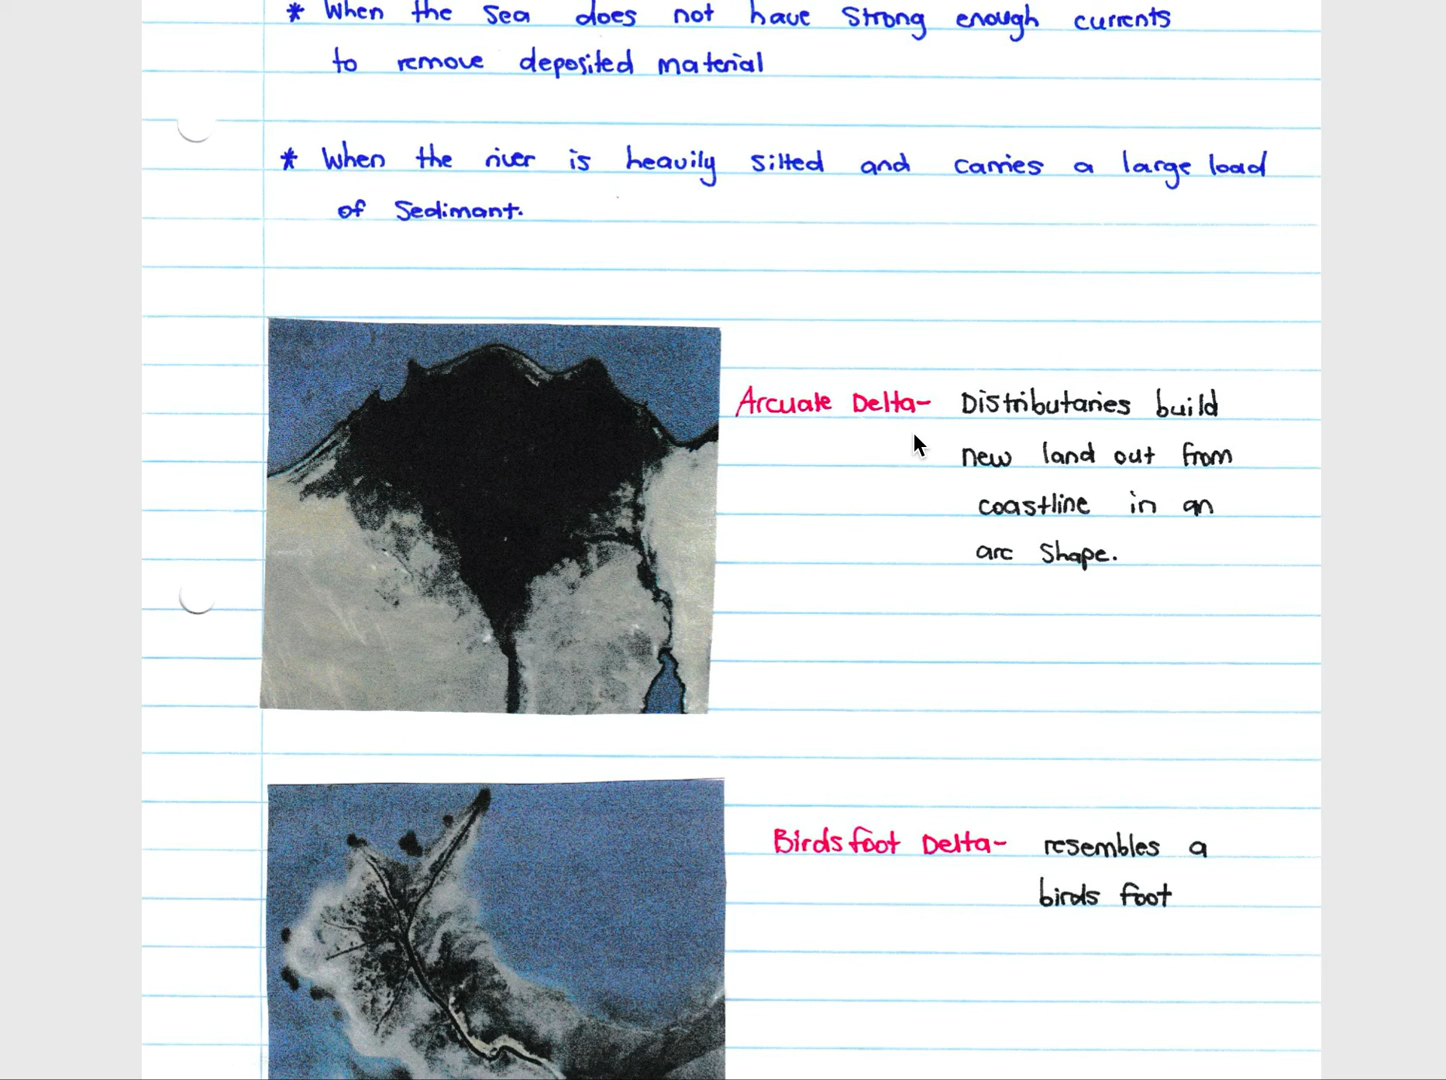 * When the sea does not have strong enough currents
to remove deposited material
* When the river is heavily silted and carries a large load
of Sedimant.
Arcuate Delta- Distributaries build
new land out from
coastline in an
arc shape.
Birdsfoot Delta- resembles a
birds foot